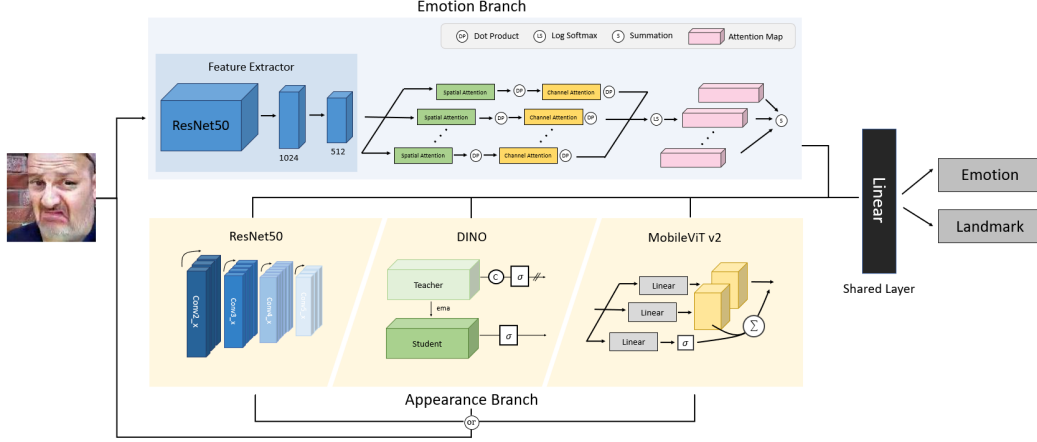 Emotion Branch
DP Dot Product LS Log Softmax S Summation Attention Map
Feature Extractor
ResNet50
1024
512
Spatial Attention DP Channel Attention DP
Spatial Attention DP Channel Attention DP
Spatial Attention DP Channel Attention DP
LS
S
Linear
Shared Layer
Emotion
Landmark
ResNet50
Conv2_x
Conv3_x
Conv4_x
DINO
Teacher
C
σ
ema
Student
σ
MobileViT v2
Linear
Linear
Linear
σ
Σ
Appearance Branch
or